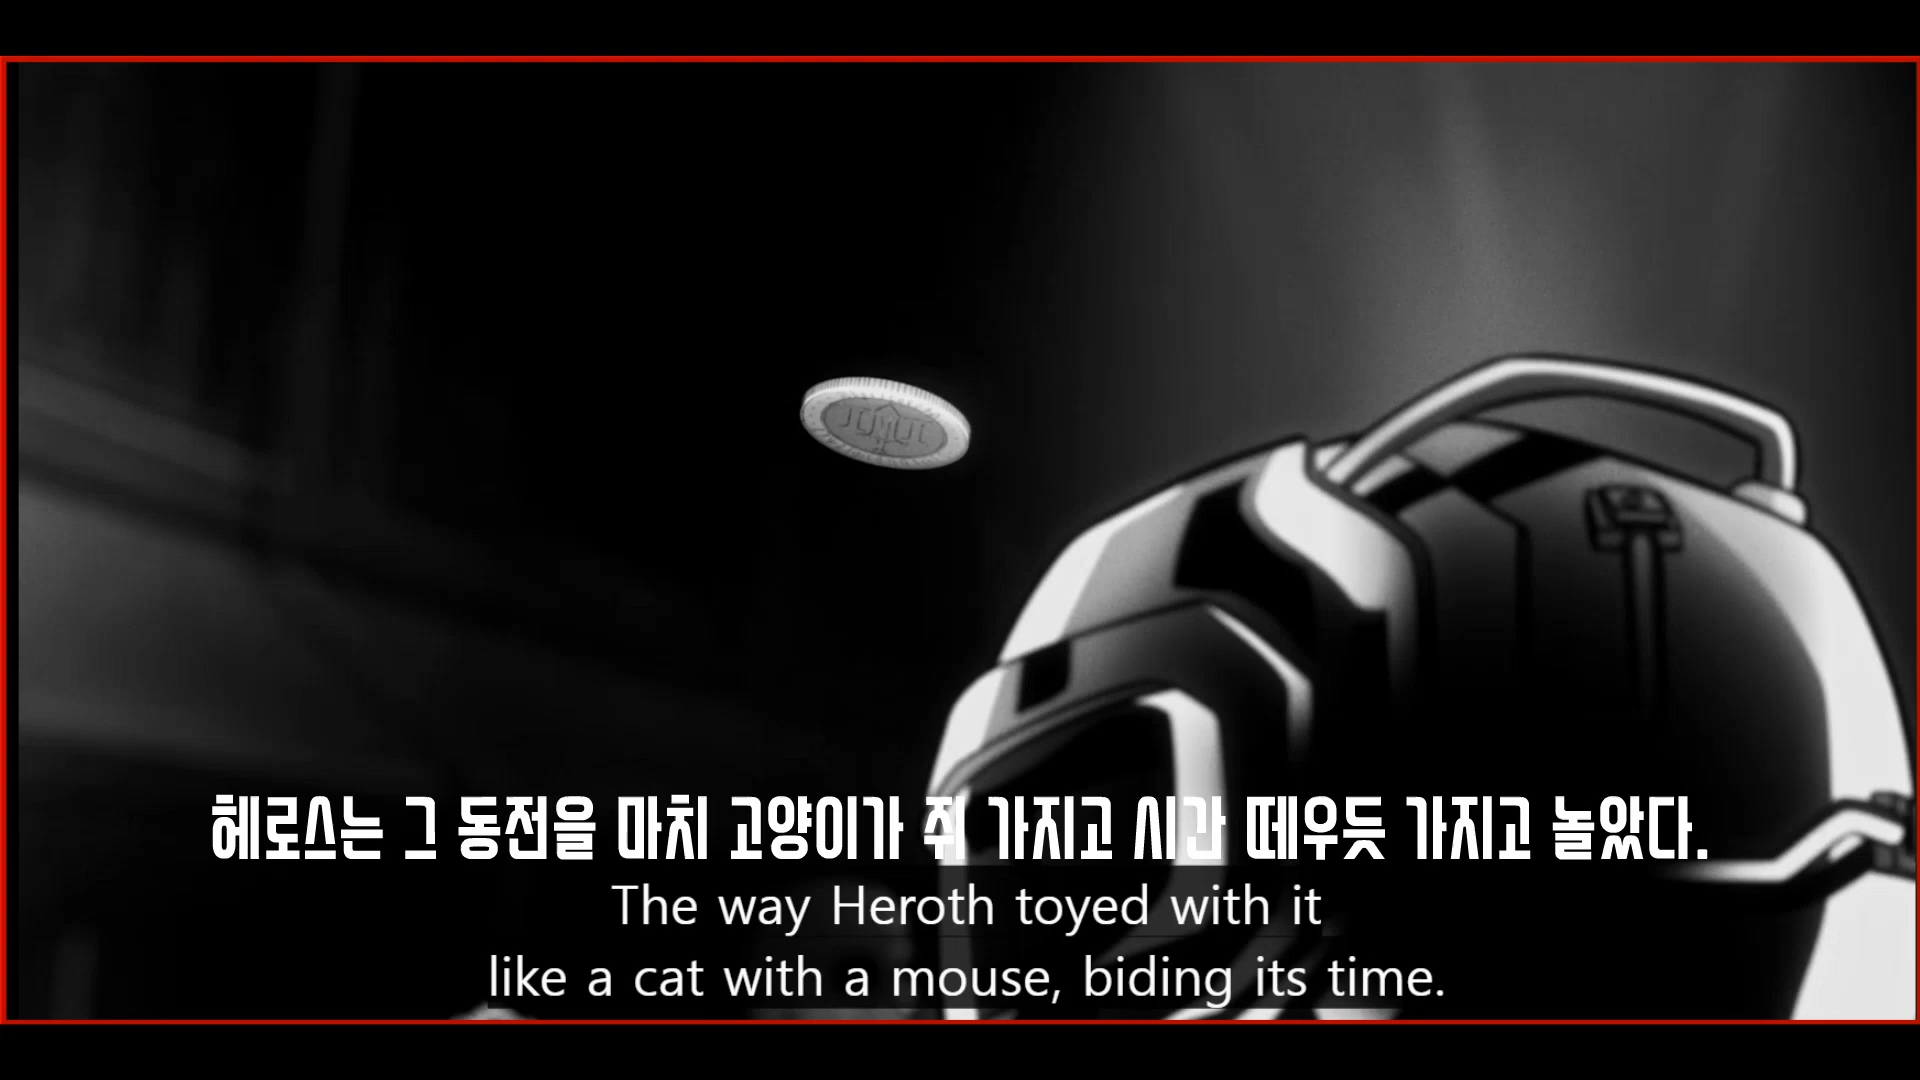 헤로스는 그 동전을 마치 고양이가 쥐 가지고 시간 떼우듯 가지고 놀았다.
The way Heroth toyed with it
like a cat with a mouse, biding its time.